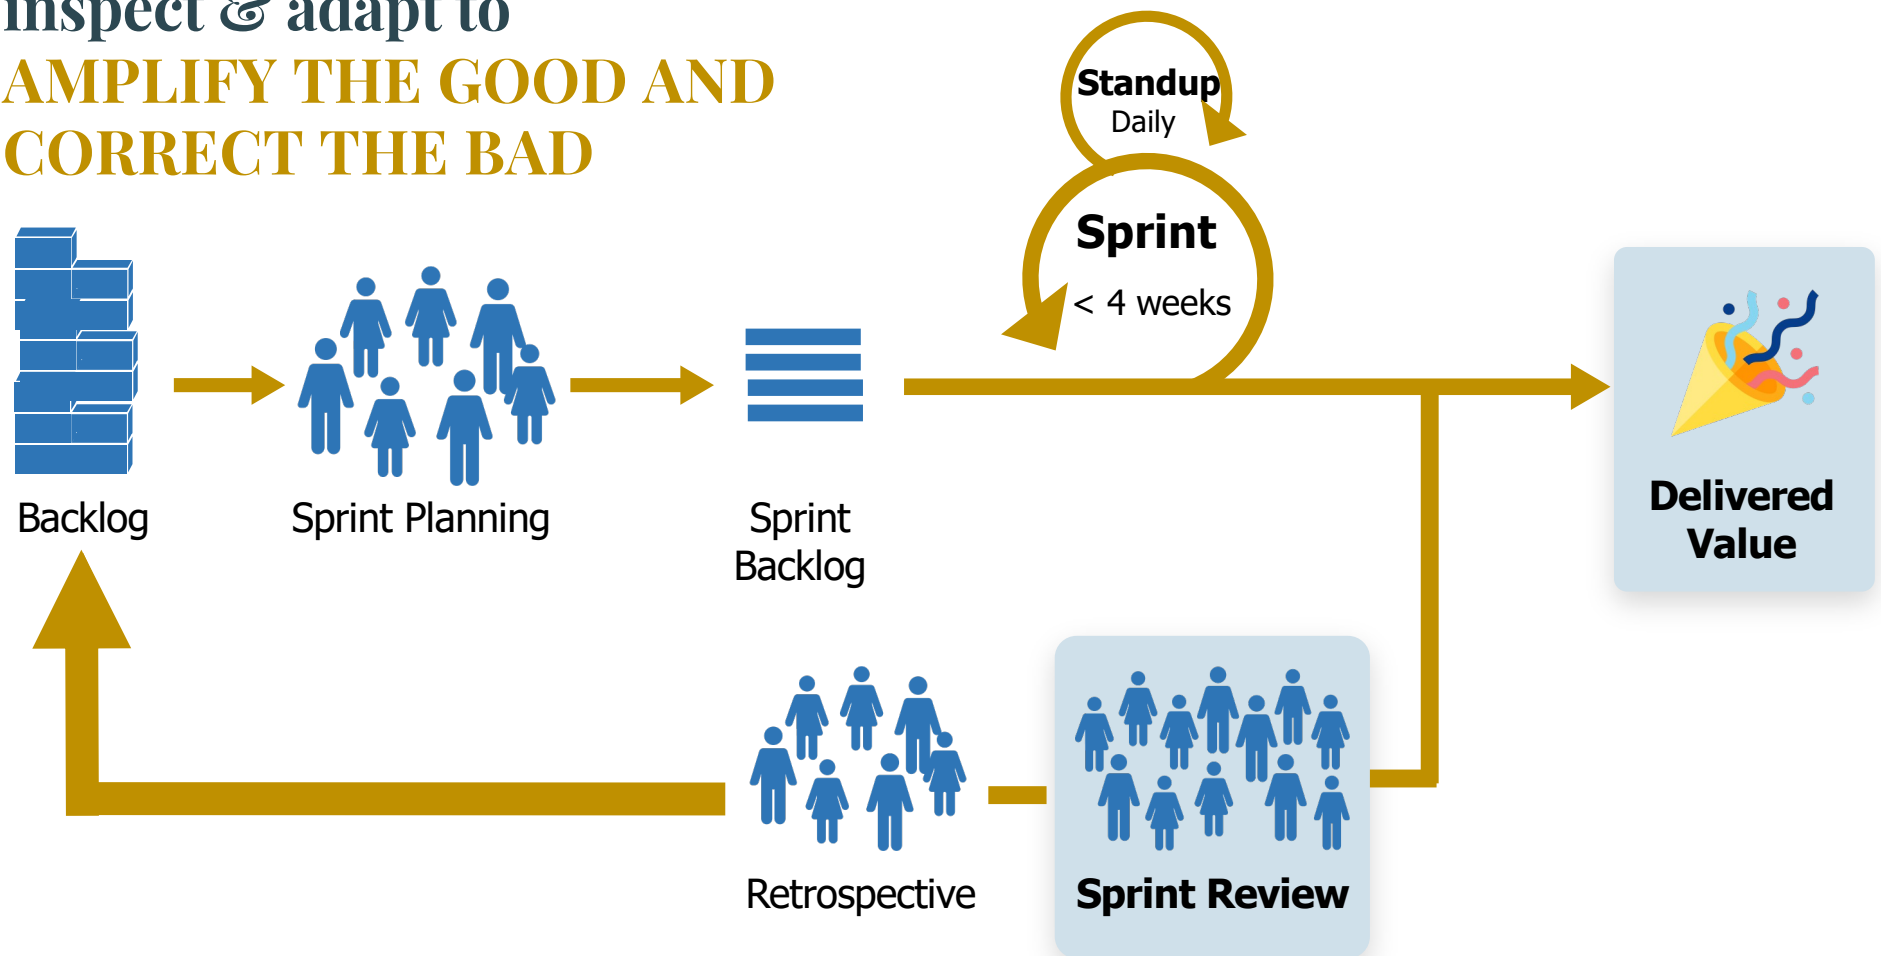 inspect & adapt to
AMPLIFY THE GOOD AND
CORRECT THE BAD
Standup
Daily
Sprint
< 4 weeks
Backlog
Sprint Planning
Sprint
Backlog
Delivered
Value
Retrospective
Sprint Review